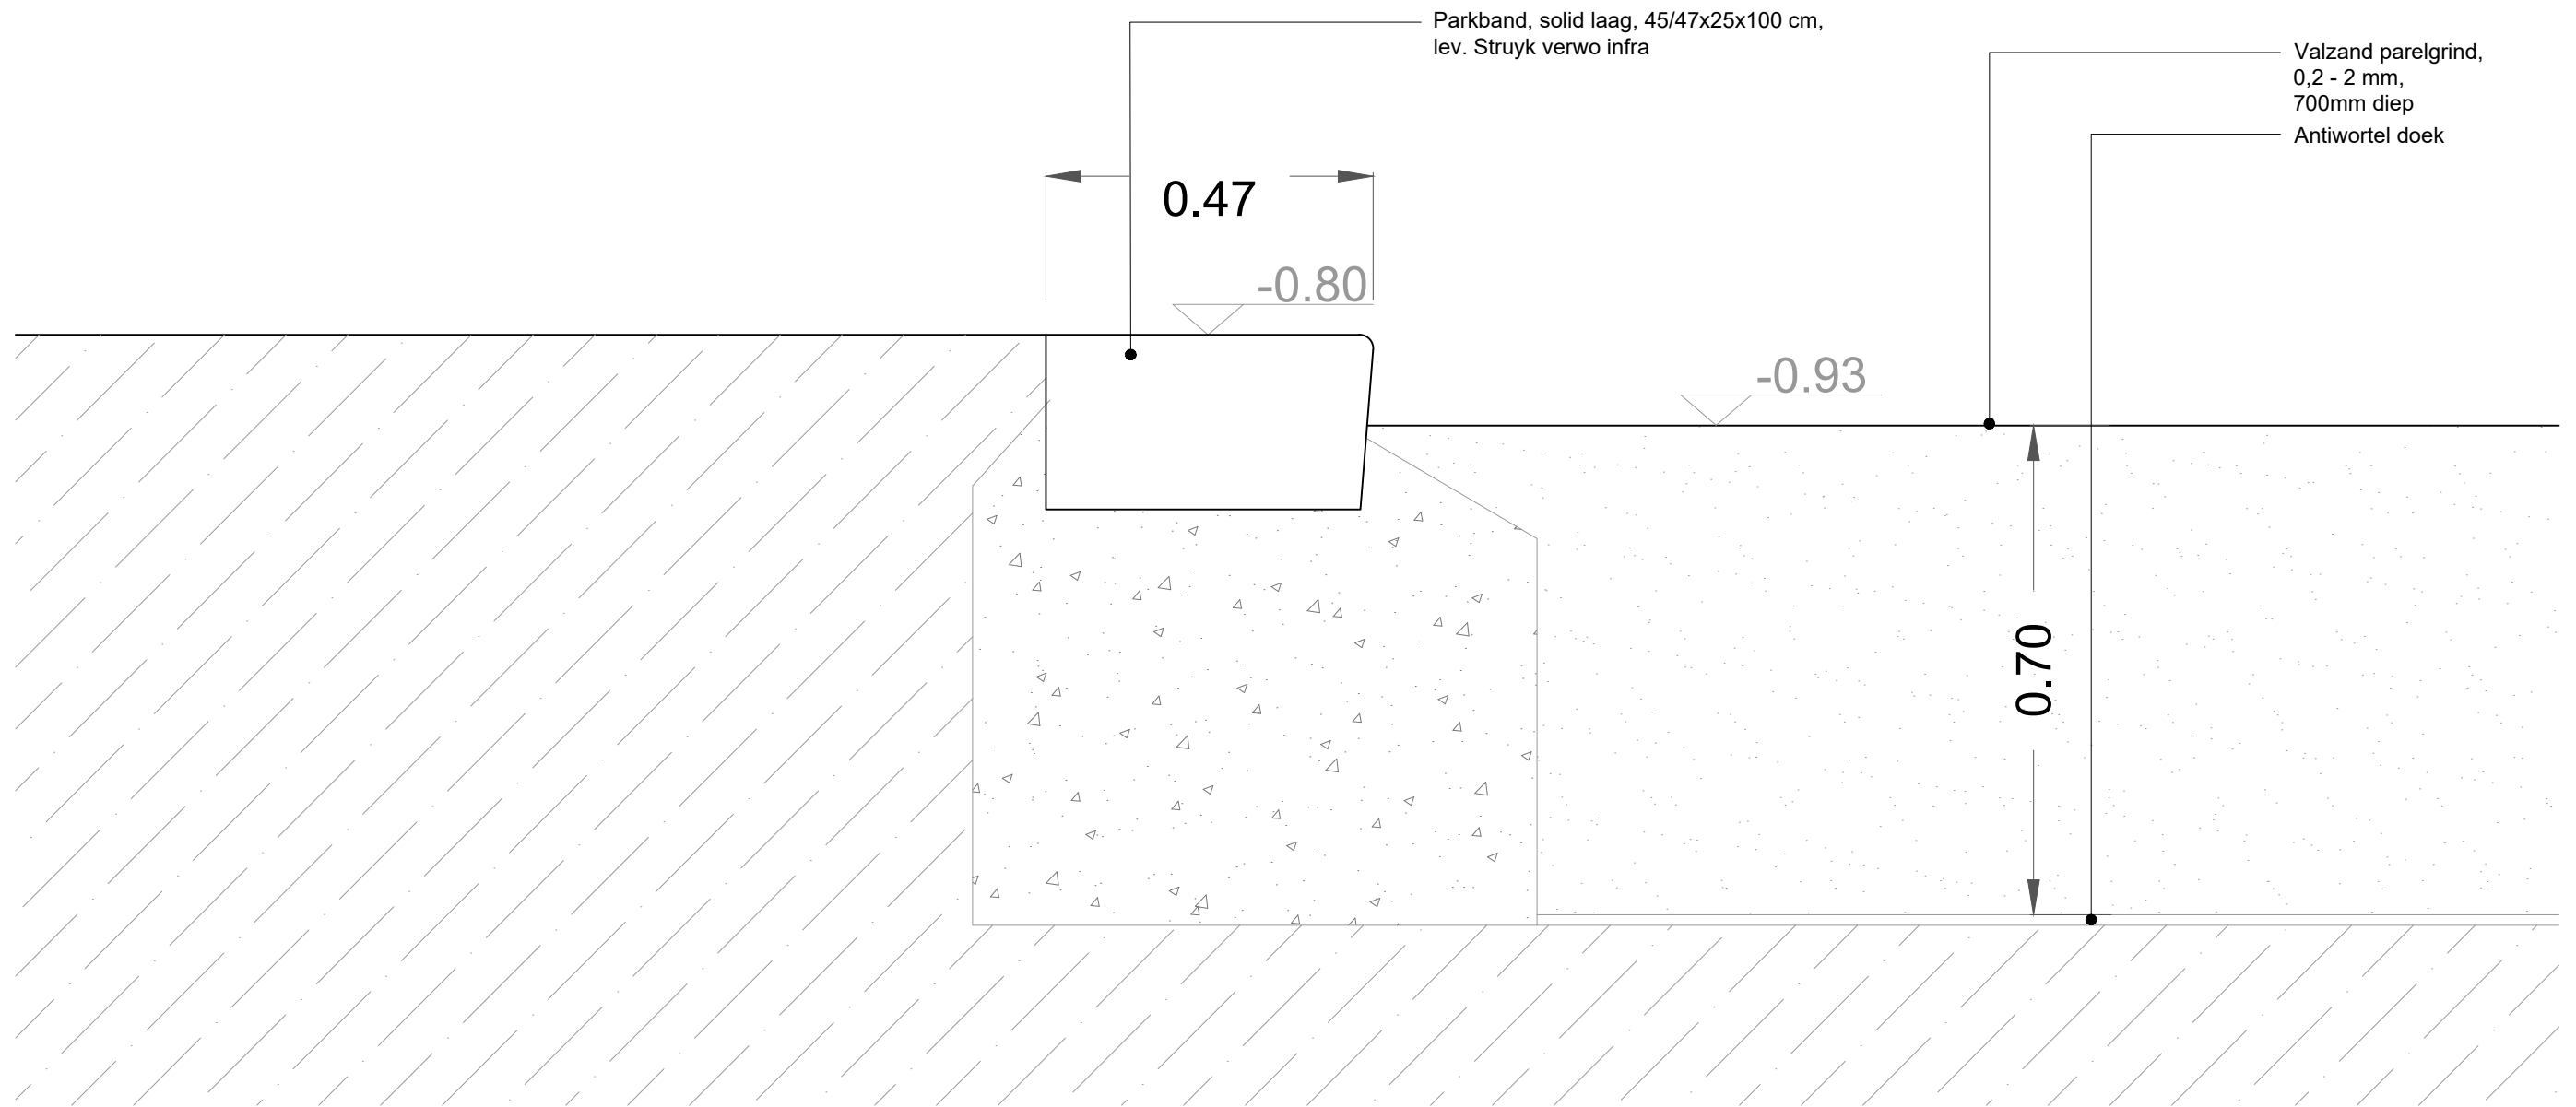 Parkband, solid laag, 45/47x25x100 cm,
lev. Struyk verwo infra
Valzand parelgrind,
0,2 - 2 mm,
700mm diep
Antiwortel doek
0.47
-0.80
-0.93
0.70